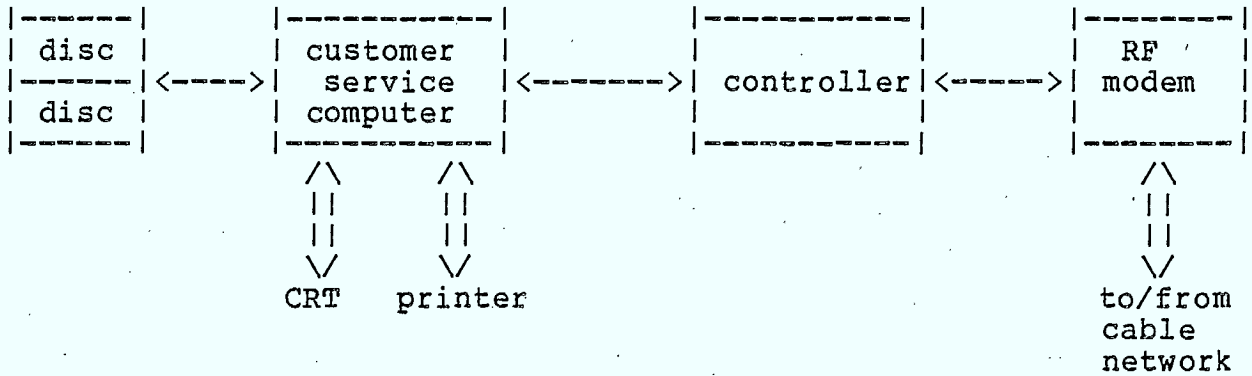 disc
disc
customer
service
computer
controller
RF
modem
CRT printer
to/from
cable
network